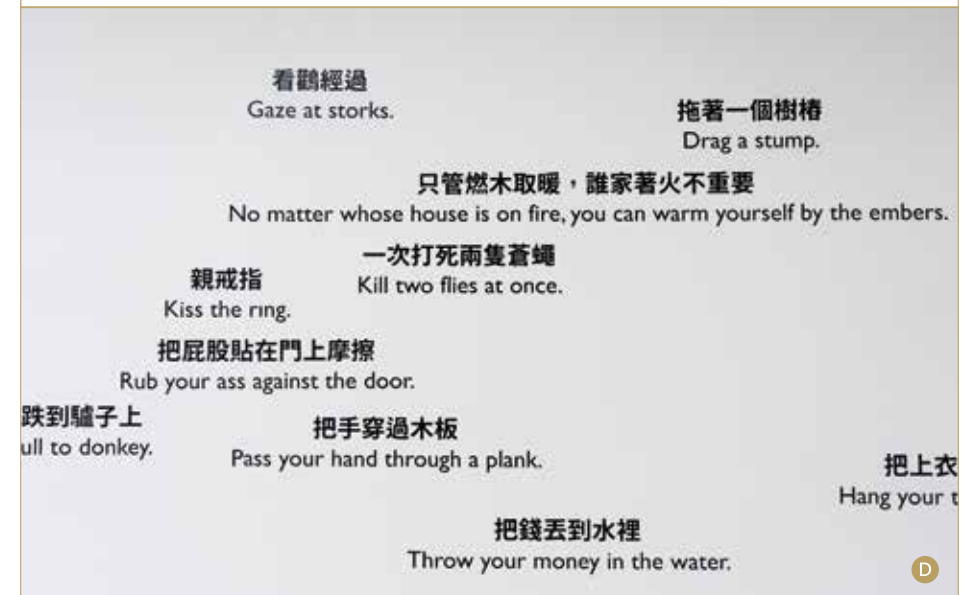 看鸛經過
Gaze at storks.
拖著一個樹樁
Drag a stump.
只管燃木取暖，誰家著火不重要
No matter whose house is on fire, you can warm yourself by the embers.
一次打死兩隻蒼蠅
Kill two flies at once.
親戒指
Kiss the ring.
把屁股貼在門上摩擦
Rub your ass against the door.
跌到驢子上
ull to donkey.
把手穿過木板
Pass your hand through a plank.
把上衣
Hang your t
把錢丟到水裡
Throw your money in the water.
D